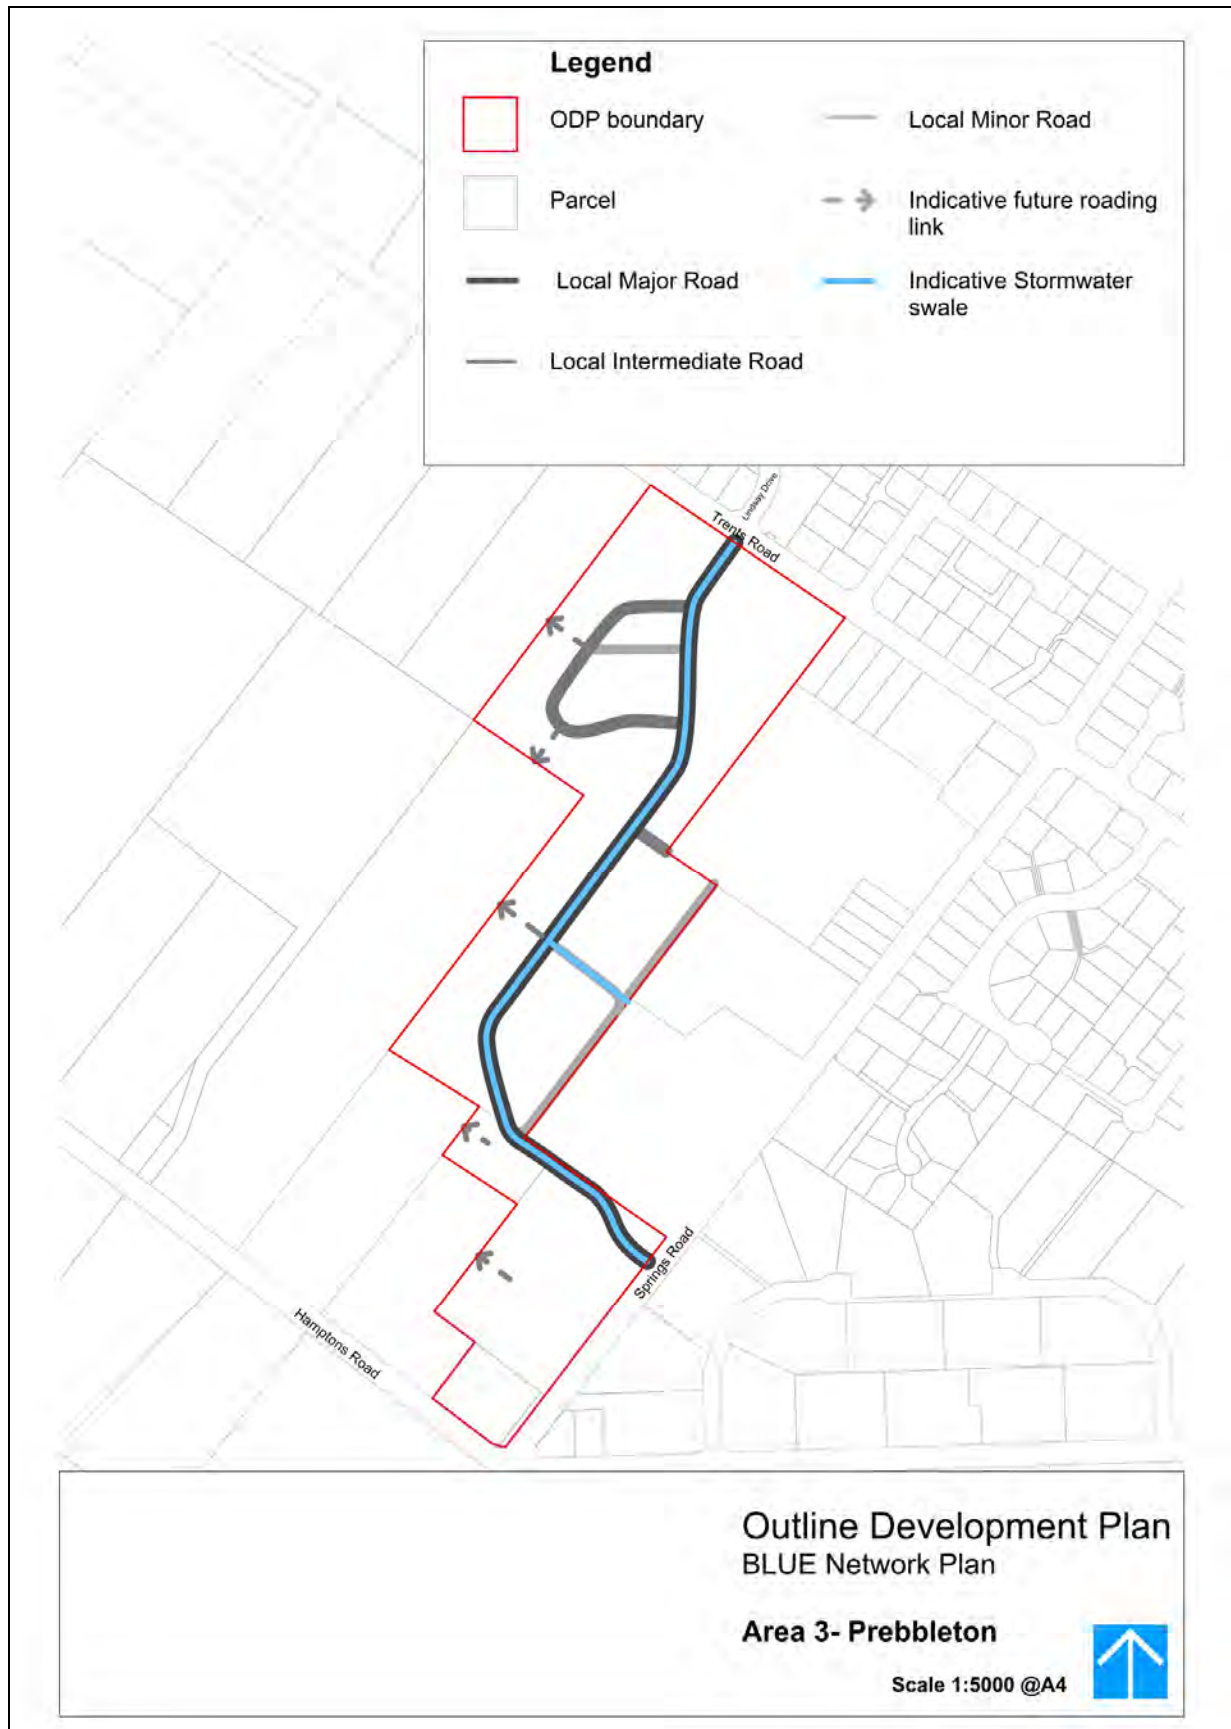 Legend
ODP boundary
Local Minor Road
Parcel
Indicative future roading
link
Local Major Road
Indicative Stormwater
swale
Local Intermediate Road
Lindsay Drive
Trents Road
Springs Road
Hamptons Road
Outline Development Plan
BLUE Network Plan
Area 3- Prebbleton
Scale 1:5000 @A4